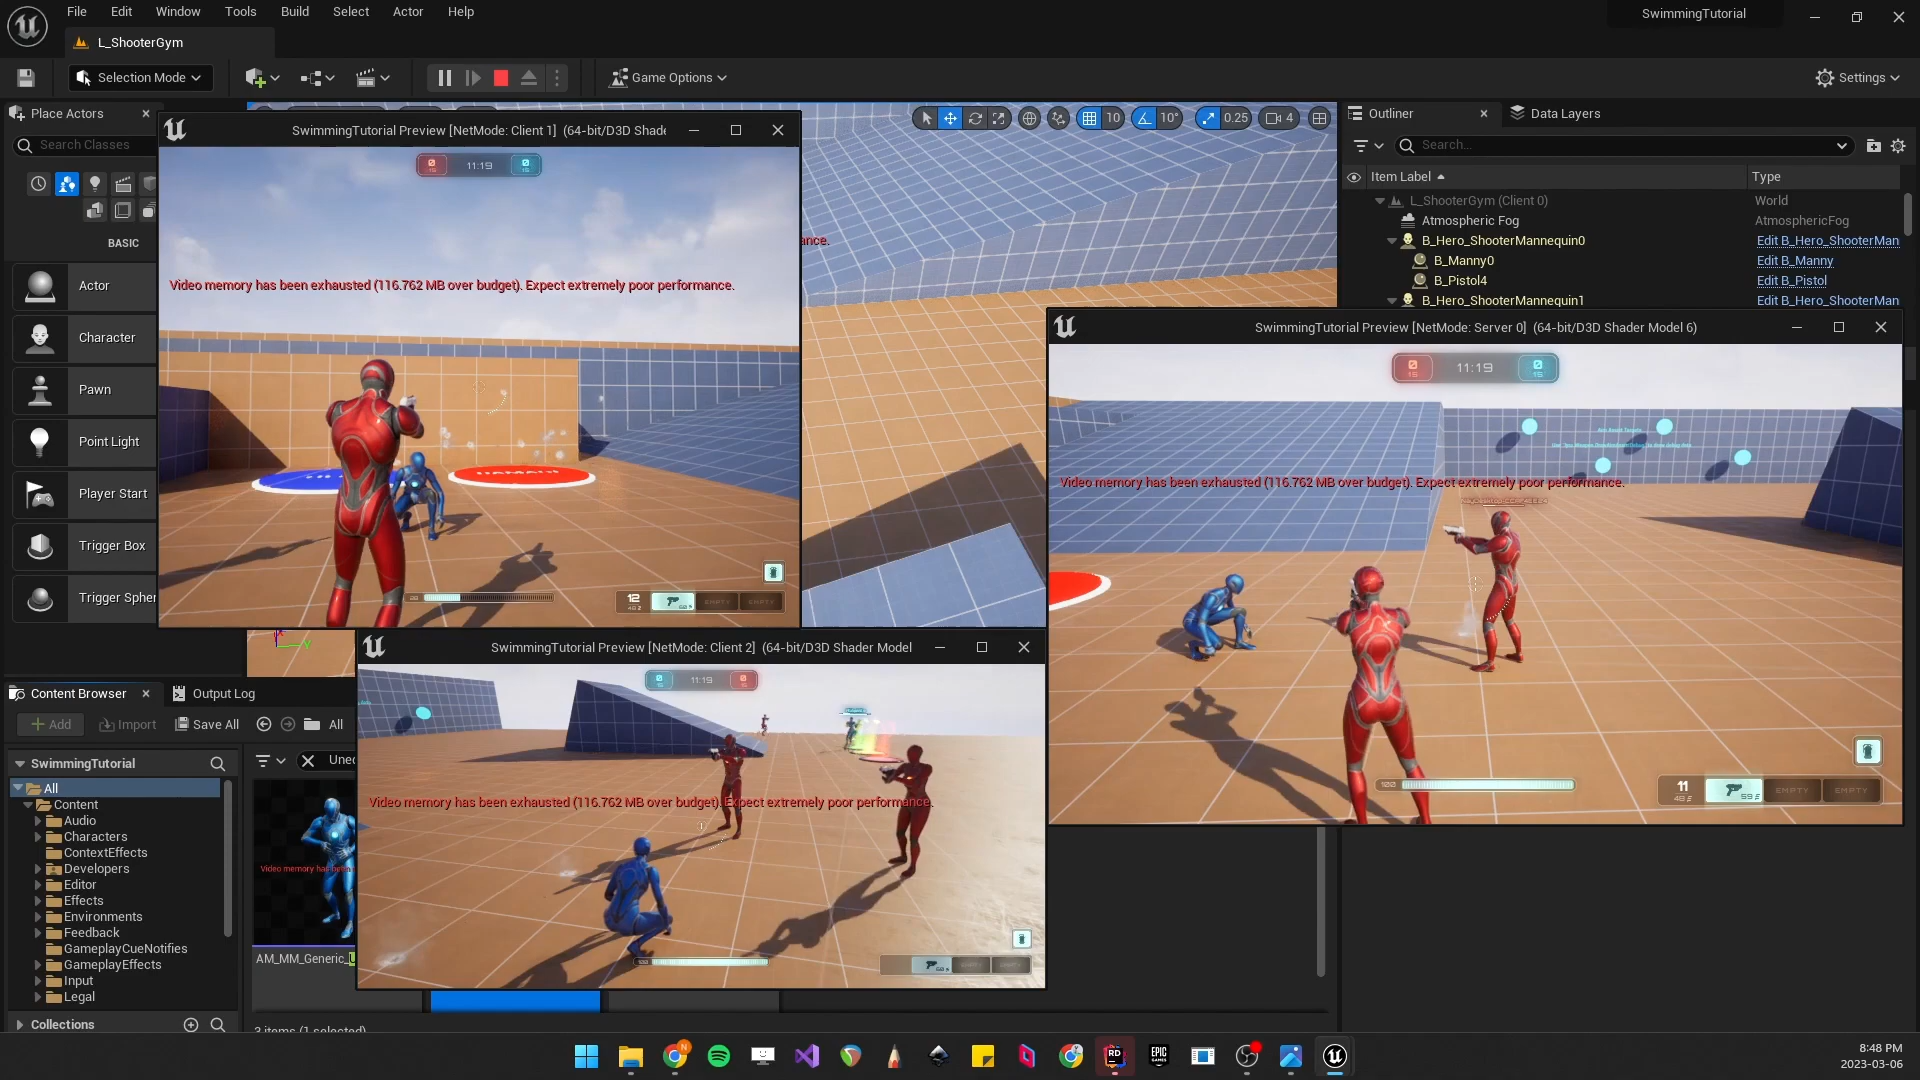 File Edit Window Tools Build Select Actor Help
SwimmingTutorial
L_ShooterGym
Selection Mode
Game Options
Settings
Place Actors
Search Classes
BASIC
Actor
Character
Pawn
Point Light
Player Start
Trigger Box
Trigger Spher
SwimmingTutorial Preview [NetMode: Client 1] (64-bit/D3D Shade
11:19
Video memory has been exhausted (116.762 MB over budget). Expect extremely poor performance.
12
ance.
10 10° 0.25 4
Outliner
Data Layers
Search...
Item Label Type
L_ShooterGym (Client 0) World
Atmospheric Fog AtmosphericFog
B_Hero_ShooterMannequin0 Edit B_Hero_ShooterMan
B_Manny0 Edit B_Manny
B_Pistol4 Edit B_Pistol
B_Hero_ShooterMannequin1 Edit B_Hero_ShooterMan
SwimmingTutorial Preview [NetMode: Server 0] (64-bit/D3D Shader Model 6)
11:19
Video memory has been exhausted (116.762 MB over budget). Expect extremely poor performance.
100
11
EMPTY EMPTY
SwimmingTutorial Preview [NetMode: Client 2] (64-bit/D3D Shader Model
11:19
Video memory has been exhausted (116.762 MB over budget). Expect extremely poor performance.
Content Browser
Output Log
Add Import Save All All
SwimmingTutorial
All
Content
Audio
Characters
ContextEffects
Developers
Editor
Effects
Environments
Feedback
GameplayCueNotifies
GameplayEffects
Input
Legal
Collections
AM_MM_Generic_
3 items (1 selected)
8:48 PM
2023-03-06